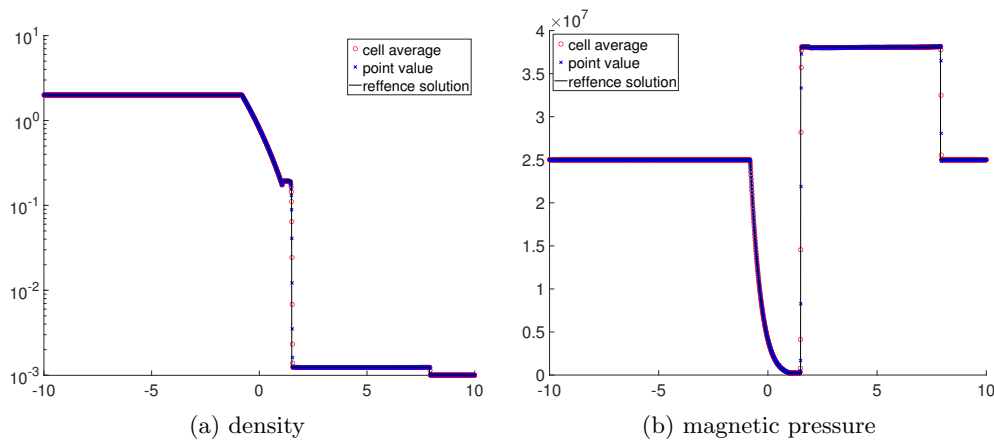 10^1
10^0
10^-1
10^-2
10^-3
-10 -5 0 5 10
cell average
point value
reffence solution
(a) density
×10^7
4
3.5
3
2.5
2
1.5
1
0.5
0
-10 -5 0 5 10
cell average
point value
reffence solution
(b) magnetic pressure